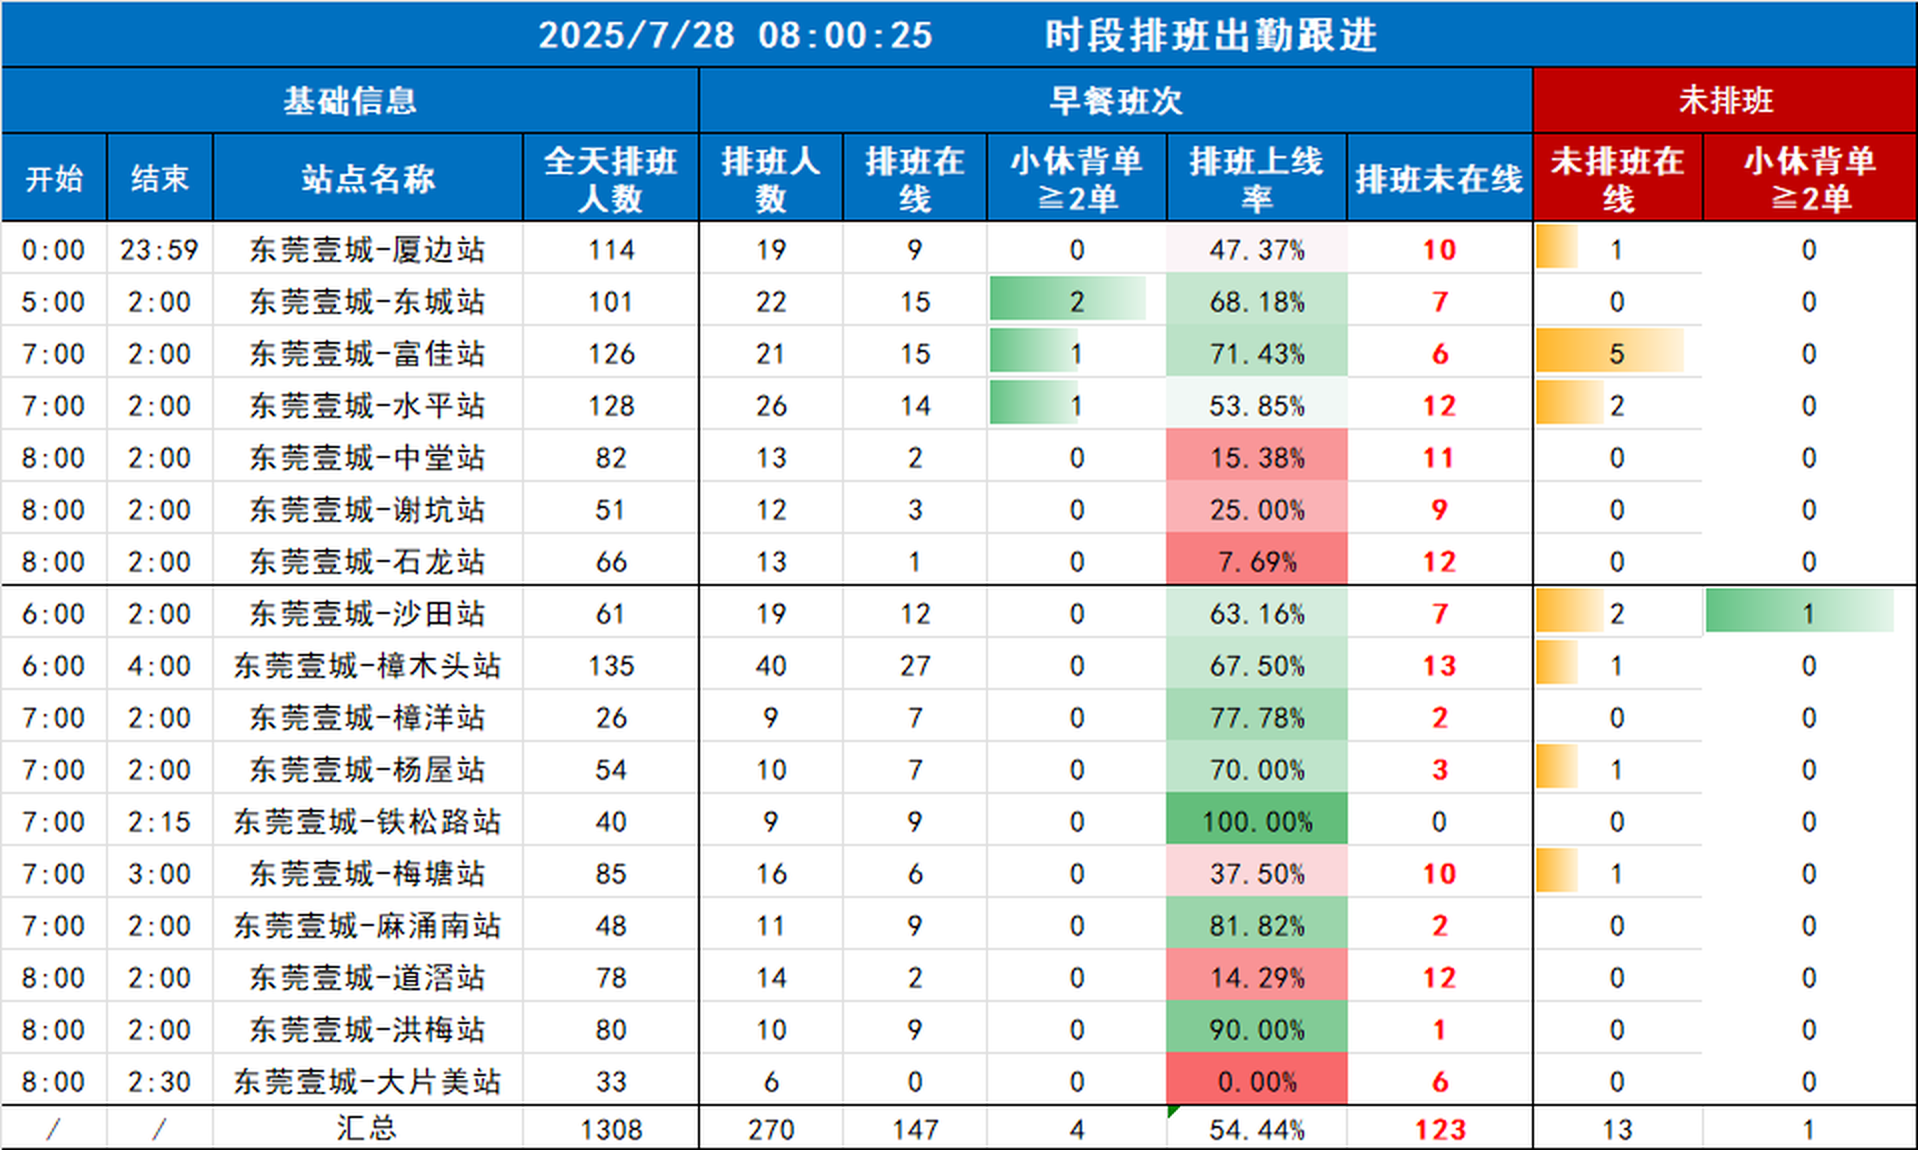 2025/7/28 08:00:25 时段排班出勤跟进
基础信息 早餐班次 未排班
开始 结束 站点名称 全天排班人数 排班人数 排班在线 小休背单≧2单 排班上线率 排班未在线 未排班在线 小休背单≧2单
0:00 23:59 东莞壹城-厦边站 114 19 9 0 47.37% 10 1 0
5:00 2:00 东莞壹城-东城站 101 22 15 2 68.18% 7 0 0
7:00 2:00 东莞壹城-富佳站 126 21 15 1 71.43% 6 5 0
7:00 2:00 东莞壹城-水平站 128 26 14 1 53.85% 12 2 0
8:00 2:00 东莞壹城-中堂站 82 13 2 0 15.38% 11 0 0
8:00 2:00 东莞壹城-谢坑站 51 12 3 0 25.00% 9 0 0
8:00 2:00 东莞壹城-石龙站 66 13 1 0 7.69% 12 0 0
6:00 2:00 东莞壹城-沙田站 61 19 12 0 63.16% 7 2 1
6:00 4:00 东莞壹城-樟木头站 135 40 27 0 67.50% 13 1 0
7:00 2:00 东莞壹城-樟洋站 26 9 7 0 77.78% 2 0 0
7:00 2:00 东莞壹城-杨屋站 54 10 7 0 70.00% 3 1 0
7:00 2:15 东莞壹城-铁松路站 40 9 9 0 100.00% 0 0 0
7:00 3:00 东莞壹城-梅塘站 85 16 6 0 37.50% 10 1 0
7:00 2:00 东莞壹城-麻涌南站 48 11 9 0 81.82% 2 0 0
8:00 2:00 东莞壹城-道滘站 78 14 2 0 14.29% 12 0 0
8:00 2:00 东莞壹城-洪梅站 80 10 9 0 90.00% 1 0 0
8:00 2:30 东莞壹城-大片美站 33 6 0 0 0.00% 6 0 0
/ / 汇总 1308 270 147 4 54.44% 123 13 1